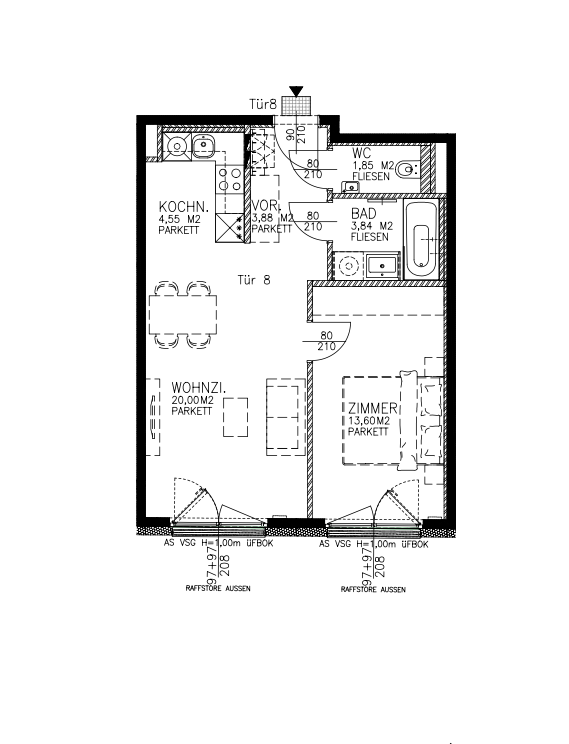 Tür8
90
210
80
210
WC
1,85 M2
FLIESEN
KOCHN.
4,55 M2
PARKETT
VOR.
3,88 M2
PARKETT
80
210
BAD
3,84 M2
FLIESEN
Tür 8
80
210
WOHNZI.
20,00M2
PARKETT
ZIMMER
13,60M2
PARKETT
AS VSG H=1,00m üFBOK
97+97
208
RAFFSTORE AUSSEN
AS VSG H=1,00m üFBOK
97+97
208
RAFFSTORE AUSSEN